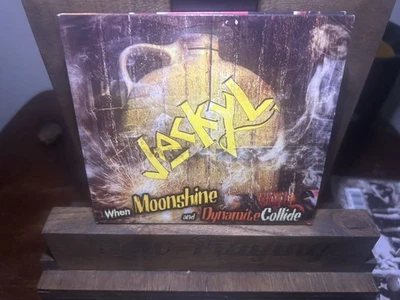 Jackyl
When Moonshine
and Dynamite Collide